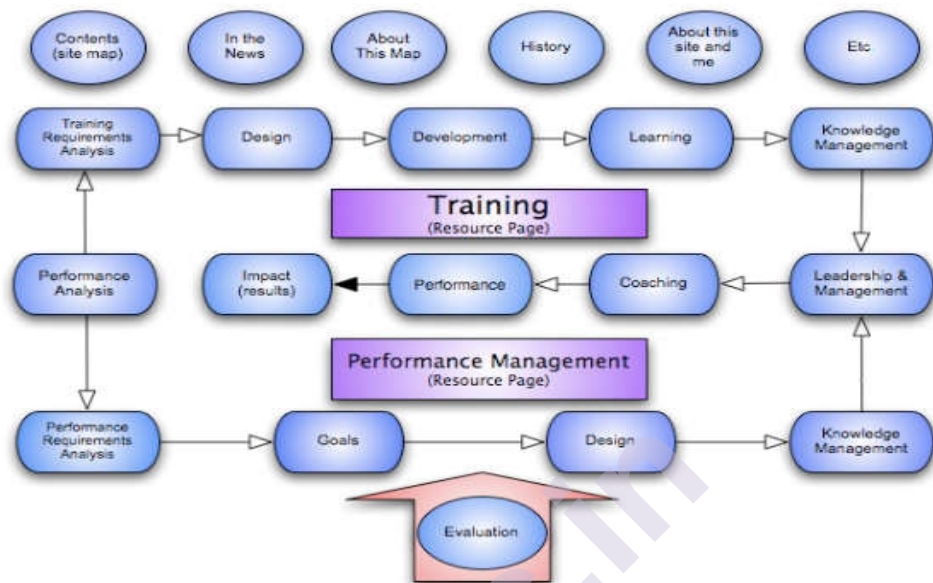 Contents
(site map)
In the
News
About
This Map
History
About this
site and
me
Etc
Training
Requirements
Analysis
Design
Development
Learning
Knowledge
Management
Training
(Resource Page)
Performance
Analysis
Impact
(results)
Performance
Coaching
Leadership &
Management
Performance Management
(Resource Page)
Performance
Requirements
Analysis
Goals
Design
Knowledge
Management
Evaluation